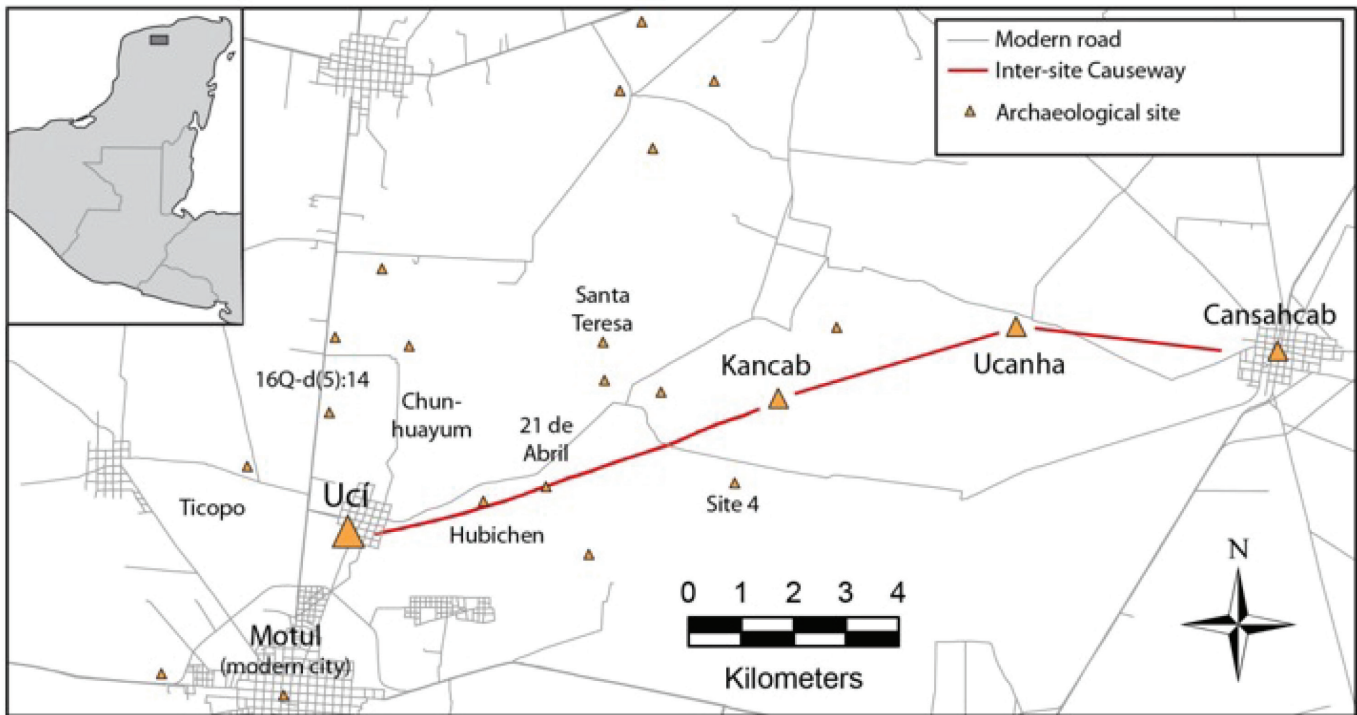 Modern road
Inter-site Causeway
Archaeological site
Santa
Teresa
Cansahcab
Kancab
Ucanha
16Q-d(5):14
Chun-
huayum
21 de
Abril
Ucí
Ticopo
Hubichen
Site 4
N
0 1 2 3 4
Kilometers
Motul
(modern city)